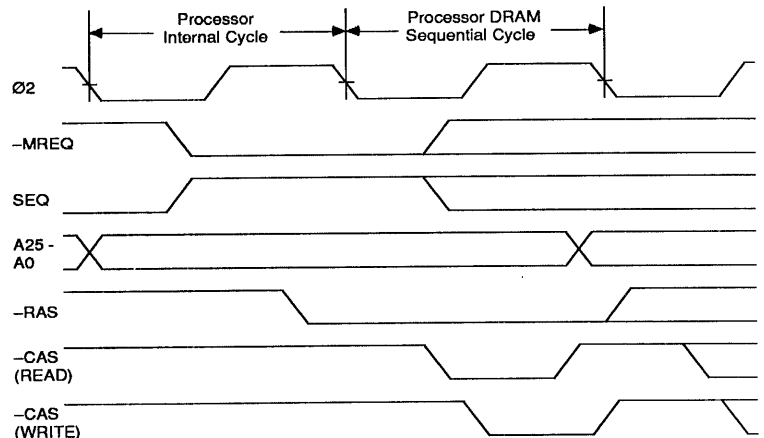 Processor
Internal Cycle
Processor DRAM
Sequential Cycle
Ø2
–MREQ
SEQ
A25 -
A0
–RAS
–CAS
(READ)
–CAS
(WRITE)